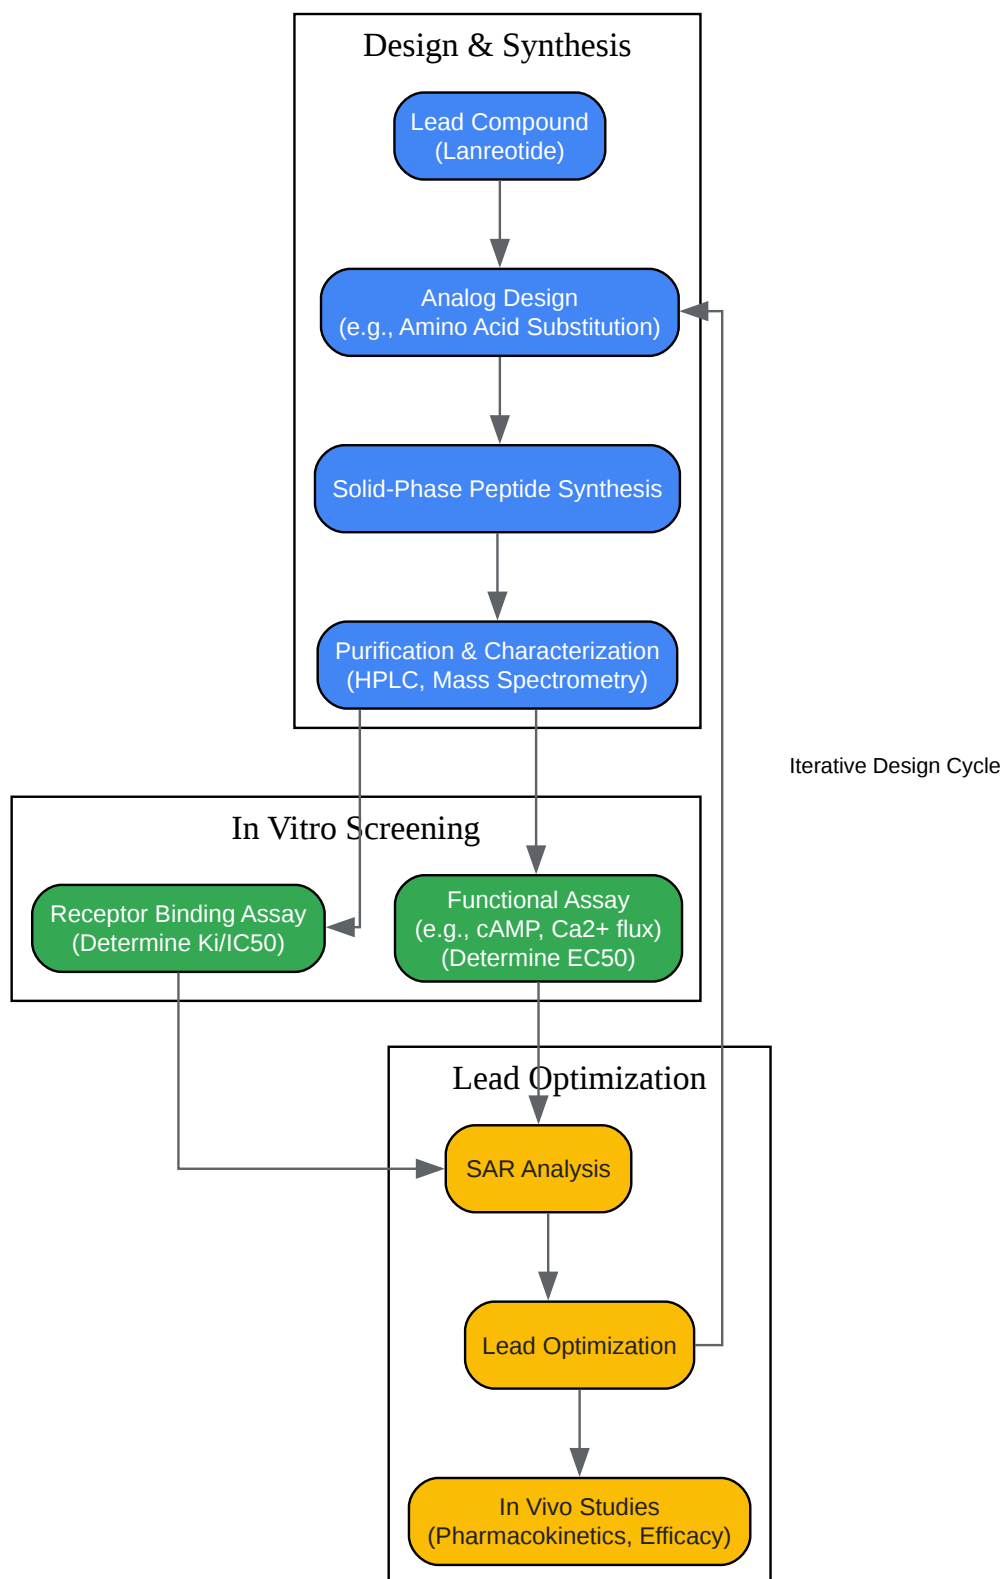 Design & Synthesis
Lead Compound
(Lanreotide)
Analog Design
(e.g., Amino Acid Substitution)
Solid-Phase Peptide Synthesis
Purification & Characterization
(HPLC, Mass Spectrometry)
Iterative Design Cycle
In Vitro Screening
Receptor Binding Assay
(Determine Ki/IC50)
Functional Assay
(e.g., cAMP, Ca2+ flux)
(Determine EC50)
Lead Optimization
SAR Analysis
Lead Optimization
In Vivo Studies
(Pharmacokinetics, Efficacy)